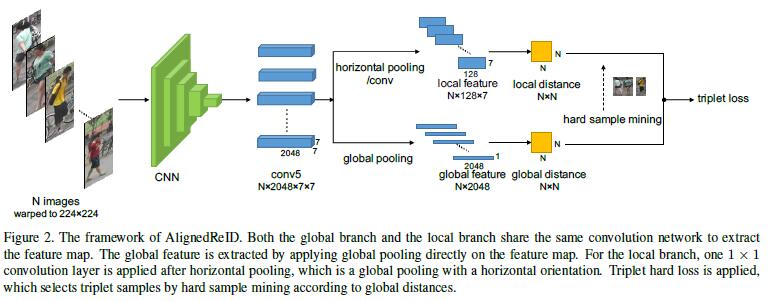 N images
warped to 224×224
CNN
2048
7
7
conv5
N×2048×7×7
horizontal pooling
/conv
global pooling
7
128
local feature
N×128×7
1
2048
global feature
N×2048
N
N
local distance
N×N
N
N
global distance
N×N
hard sample mining
triplet loss
Figure 2. The framework of AlignedReID. Both the global branch and the local branch share the same convolution network to extract
the feature map. The global feature is extracted by applying global pooling directly on the feature map. For the local branch, one 1 × 1
convolution layer is applied after horizontal pooling, which is a global pooling with a horizontal orientation. Triplet hard loss is applied,
which selects triplet samples by hard sample mining according to global distances.